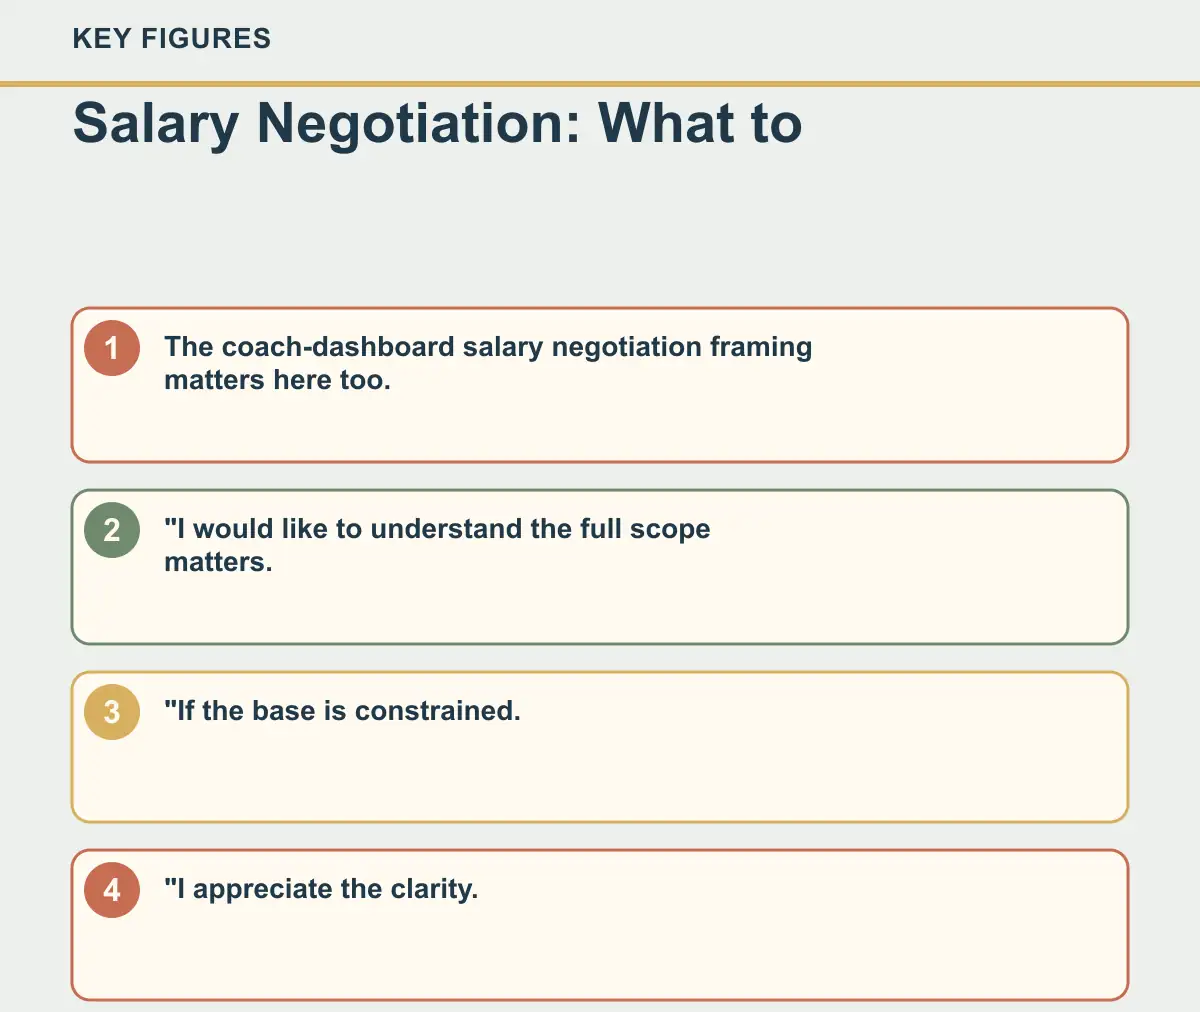 KEY FIGURES
Salary Negotiation: What to
1
The coach-dashboard salary negotiation framing
matters here too.
2
"I would like to understand the full scope
matters.
3
"If the base is constrained.
4
"I appreciate the clarity.